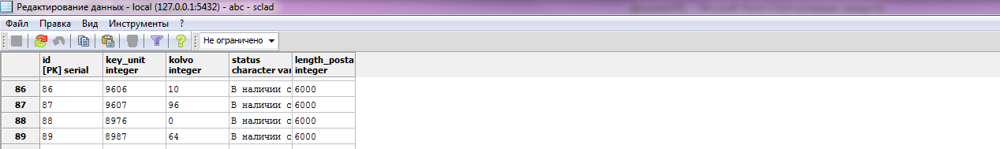 Редактирование данных - local (127.0.0.1:5432) - abc - sclad
Файл Правка Вид Инструменты ?
Не ограничено
id key_unit kolvo status length_posta
[PK] serial integer integer character var integer
86 86 9606 10 В наличии с 6000
87 87 9607 96 В наличии с 6000
88 88 8976 0 В наличии с 6000
89 89 8987 64 В наличии с 6000